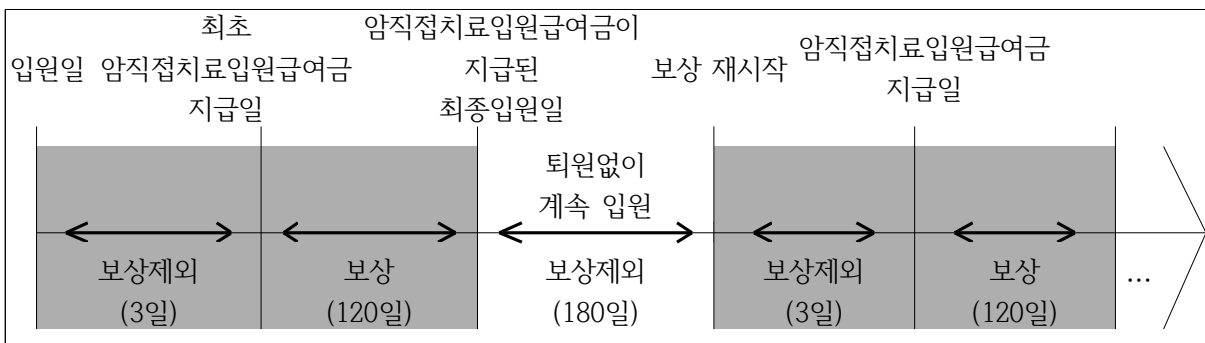 입원일
최초
암직접치료입원급여금
지급일
암직접치료입원급여금이
지급된
최종입원일
보상 재시작
암직접치료입원급여금
지급일
퇴원없이
계속 입원
보상제외
(3일)
보상
(120일)
보상제외
(180일)
보상제외
(3일)
보상
(120일)
...